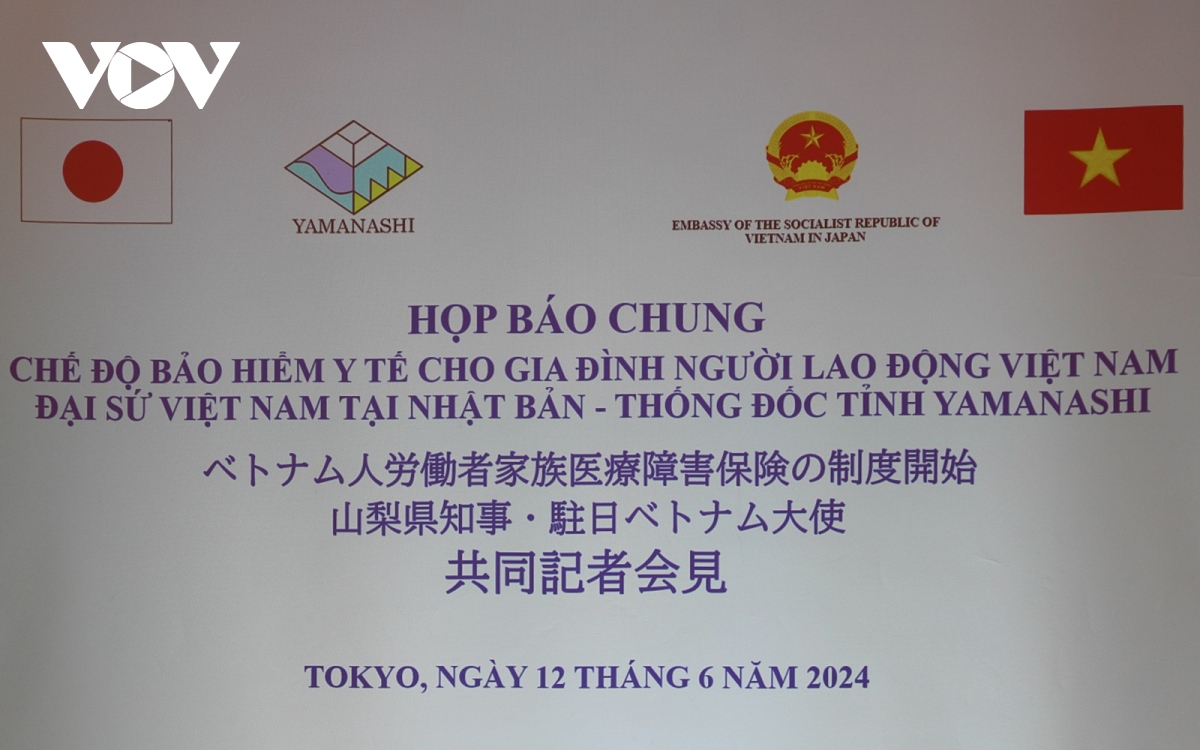 VOV
YAMANASHI
EMBASSY OF THE SOCIALIST REPUBLIC OF
VIETNAM IN JAPAN
HỌP BÁO CHUNG
CHẾ ĐỘ BẢO HIỂM Y TẾ CHO GIA ĐÌNH NGƯỜI LAO ĐỘNG VIỆT NAM
ĐẠI SỨ VIỆT NAM TẠI NHẬT BẢN - THỐNG ĐỐC TỈNH YAMANASHI
ベトナム人労働者家族医療障害保険の制度開始
山梨県知事・駐日ベトナム大使
共同記者会見
TOKYO, NGÀY 12 THÁNG 6 NĂM 2024